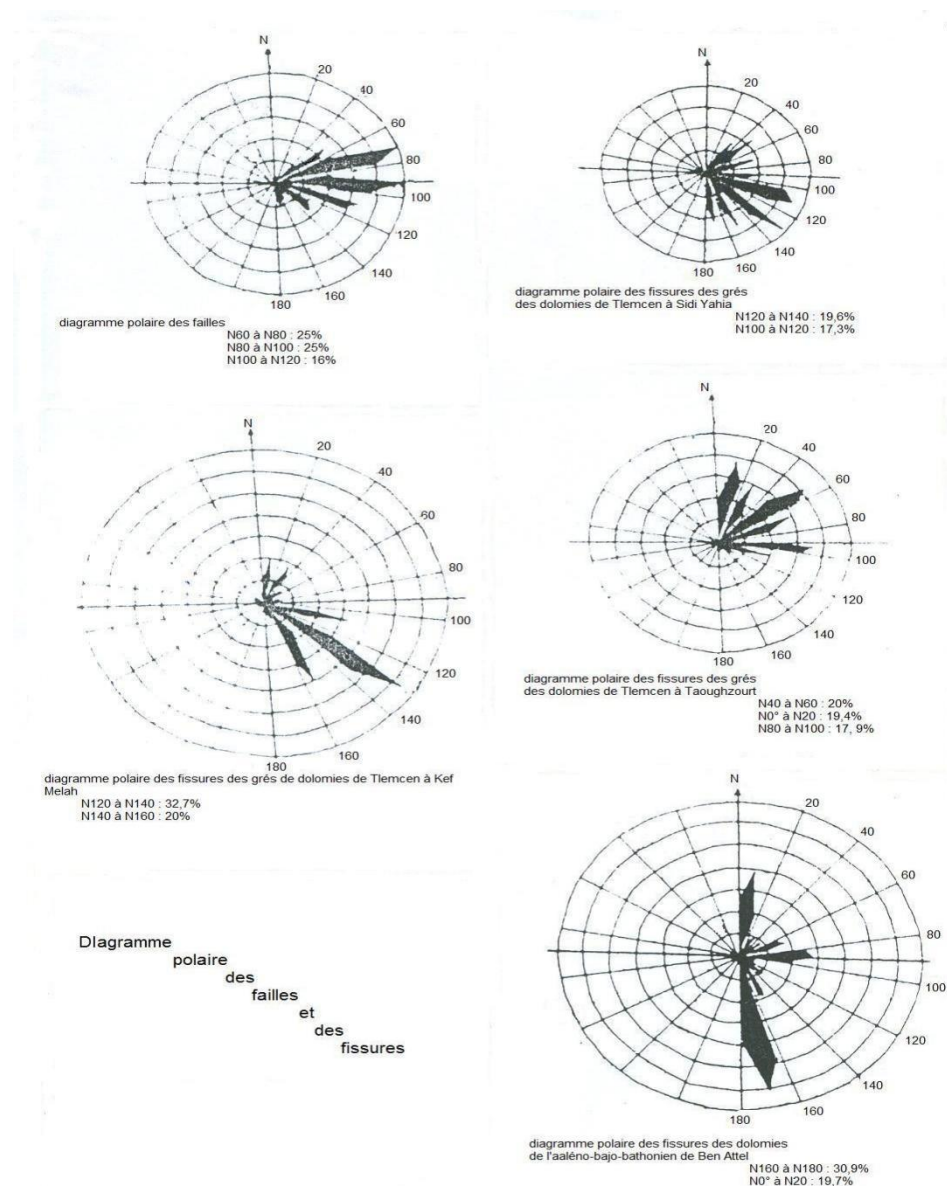 N
20
40
60
80
100
120
140
160
180
diagramme polaire des failles
N60 à N80 : 25%
N80 à N100 : 25%
N100 à N120 : 16%
N
20
40
60
80
100
120
140
160
180
diagramme polaire des fissures des grés
des dolomies de Tlemcen à Sidi Yahia
N120 à N140 : 19,6%
N100 à N120 : 17,3%
N
20
40
60
80
100
120
140
160
180
diagramme polaire des fissures des grés de dolomies de Tlemcen à Kef
Melah
N120 à N140 : 32,7%
N140 à N160 : 20%
N
20
40
60
80
100
120
140
160
180
diagramme polaire des fissures des grés
des dolomies de Tlemcen à Taoughzourt
N40 à N60 : 20%
N0° à N20 : 19,4%
N80 à N100 : 17, 9%
DIagramme
polaire
des
failles
et
des
fissures
N
20
40
60
80
100
120
140
160
180
diagramme polaire des fissures des dolomies
de l'aaléno-bajo-bathonien de Ben Attel
N160 à N180 : 30,9%
N0° à N20 : 19,7%